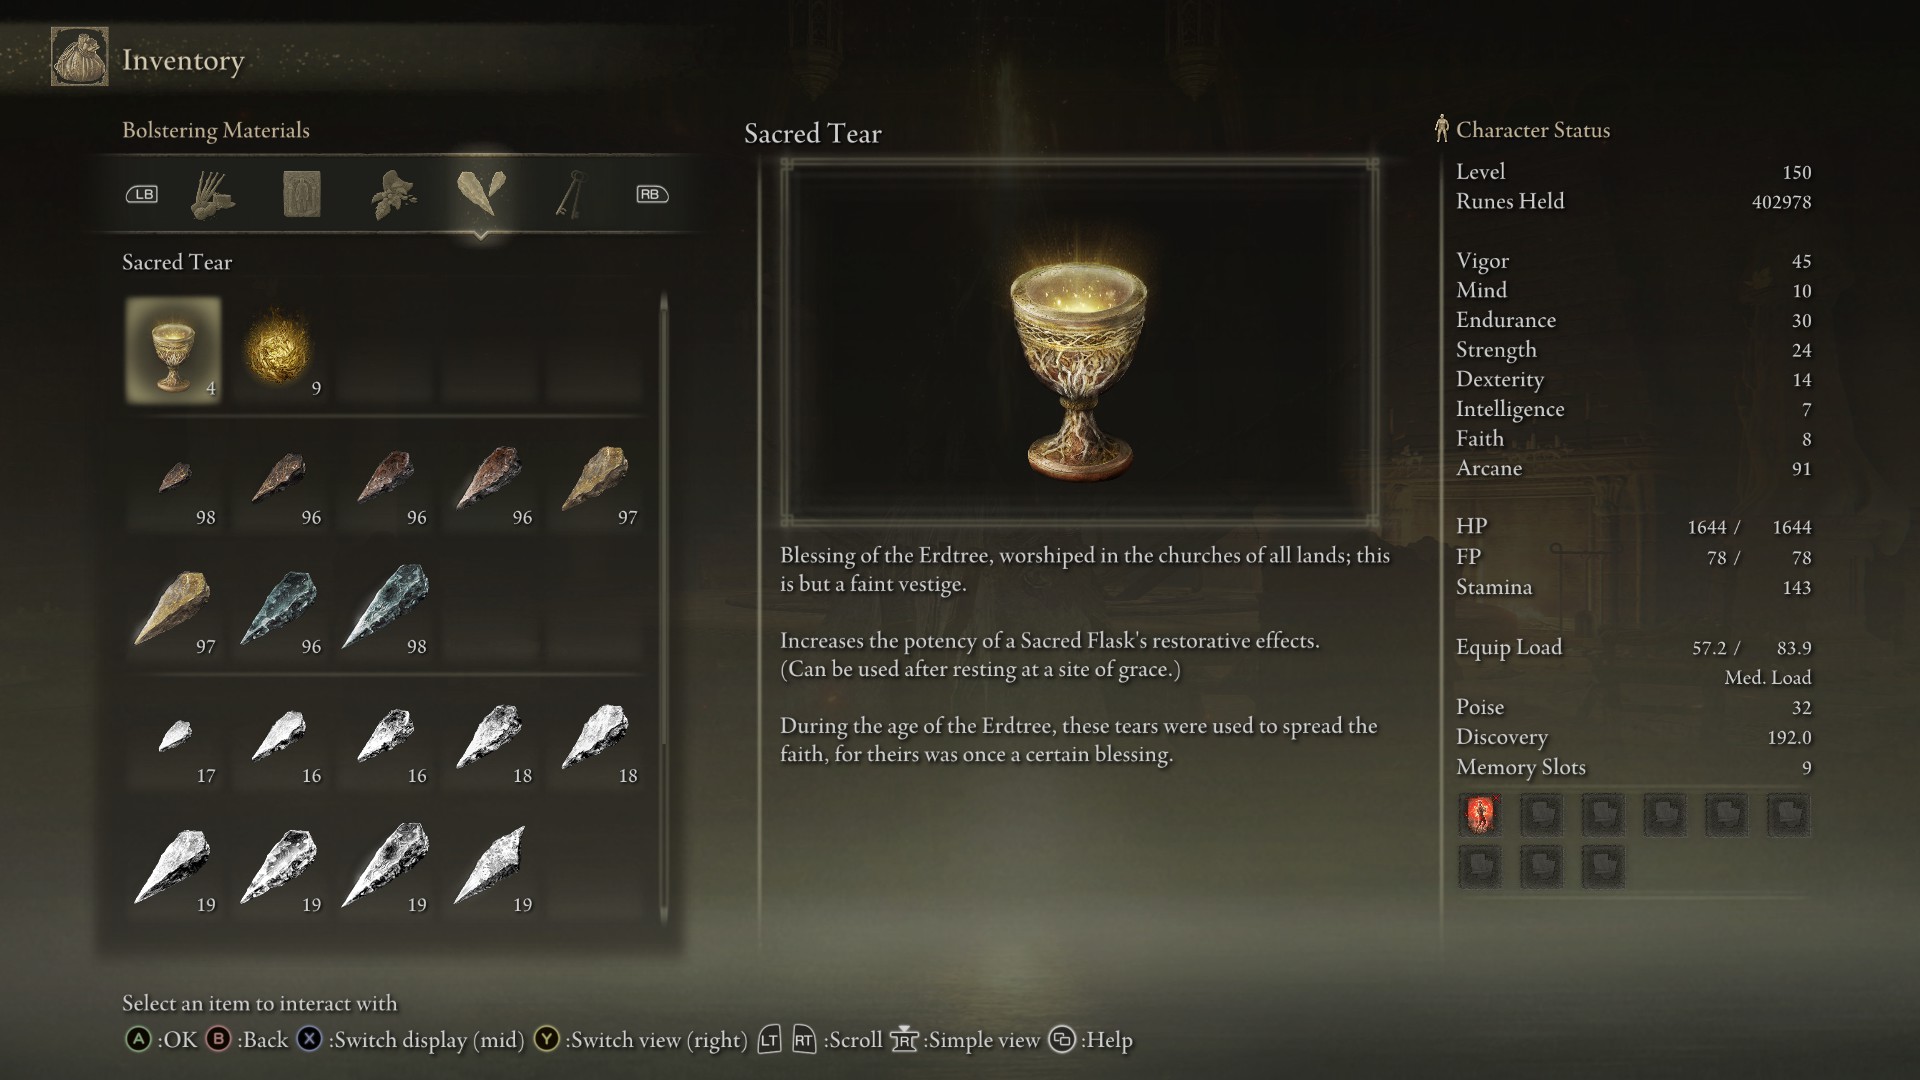 Inventory
Bolstering Materials
LB
RB
Sacred Tear
4
9
98
96
96
96
97
97
96
98
17
16
16
18
18
19
19
19
19
Sacred Tear
Blessing of the Erdtree, worshiped in the churches of all lands; this
is but a faint vestige.
Increases the potency of a Sacred Flask's restorative effects.
(Can be used after resting at a site of grace.)
During the age of the Erdtree, these tears were used to spread the
faith, for theirs was once a certain blessing.
Character Status
Level 150
Runes Held 402978
Vigor 45
Mind 10
Endurance 30
Strength 24
Dexterity 14
Intelligence 7
Faith 8
Arcane 91
HP 1644 / 1644
FP 78 / 78
Stamina 143
Equip Load 57.2 / 83.9
Med. Load
Poise 32
Discovery 192.0
Memory Slots 9
Select an item to interact with
A :OK B :Back X :Switch display (mid) Y :Switch view (right) LT RT :Scroll R :Simple view :Help